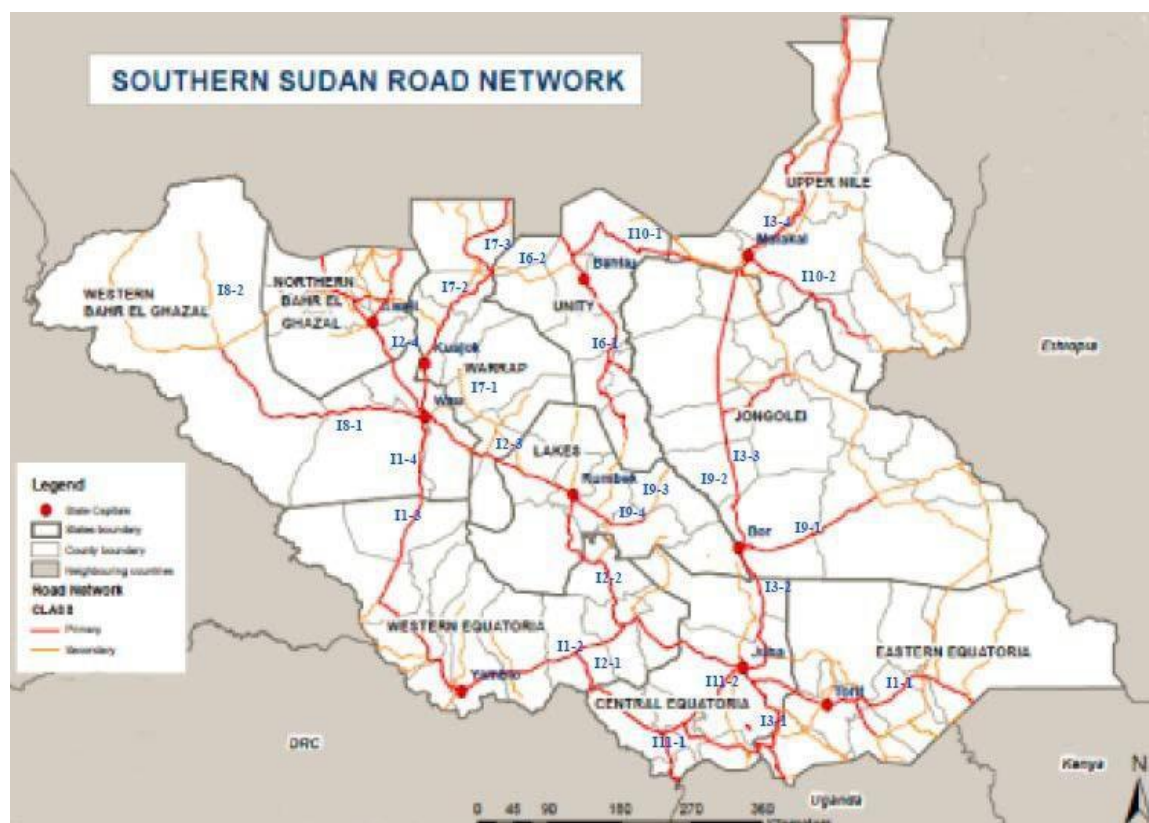 SOUTHERN SUDAN ROAD NETWORK
UPPER NILE
I3-4
Malakal
I10-1
I7-3
I6-2
Bentiu
I10-2
I8-2
I7-2
NORTHERN
BAHR EL
GHAZAL
WESTERN
BAHR EL GHAZAL
UNITY
Ethiopia
I2-4
Kuajok
I6-1
WARRAP
I7-1
Wau
JONGOLEI
I8-1
I2-3
LAKES
I1-4
I3-3
Rumbek
I9-3
I9-2
I9-4
I1-3
I9-1
Bor
Legend
State Capitals
States boundary
County boundary
Neighbouring countries
Road Network
CLASS
Primary
Secondary
I2-2
I3-2
WESTERN EQUATORIA
I1-2
I2-1
EASTERN EQUATORIA
Juba
Yambio
I11-2
I1-1
CENTRAL EQUATORIA
Torit
I3-1
DRC
I11-1
Kenya
N
Uganda
0 45 90 180 270 360
Kilometers